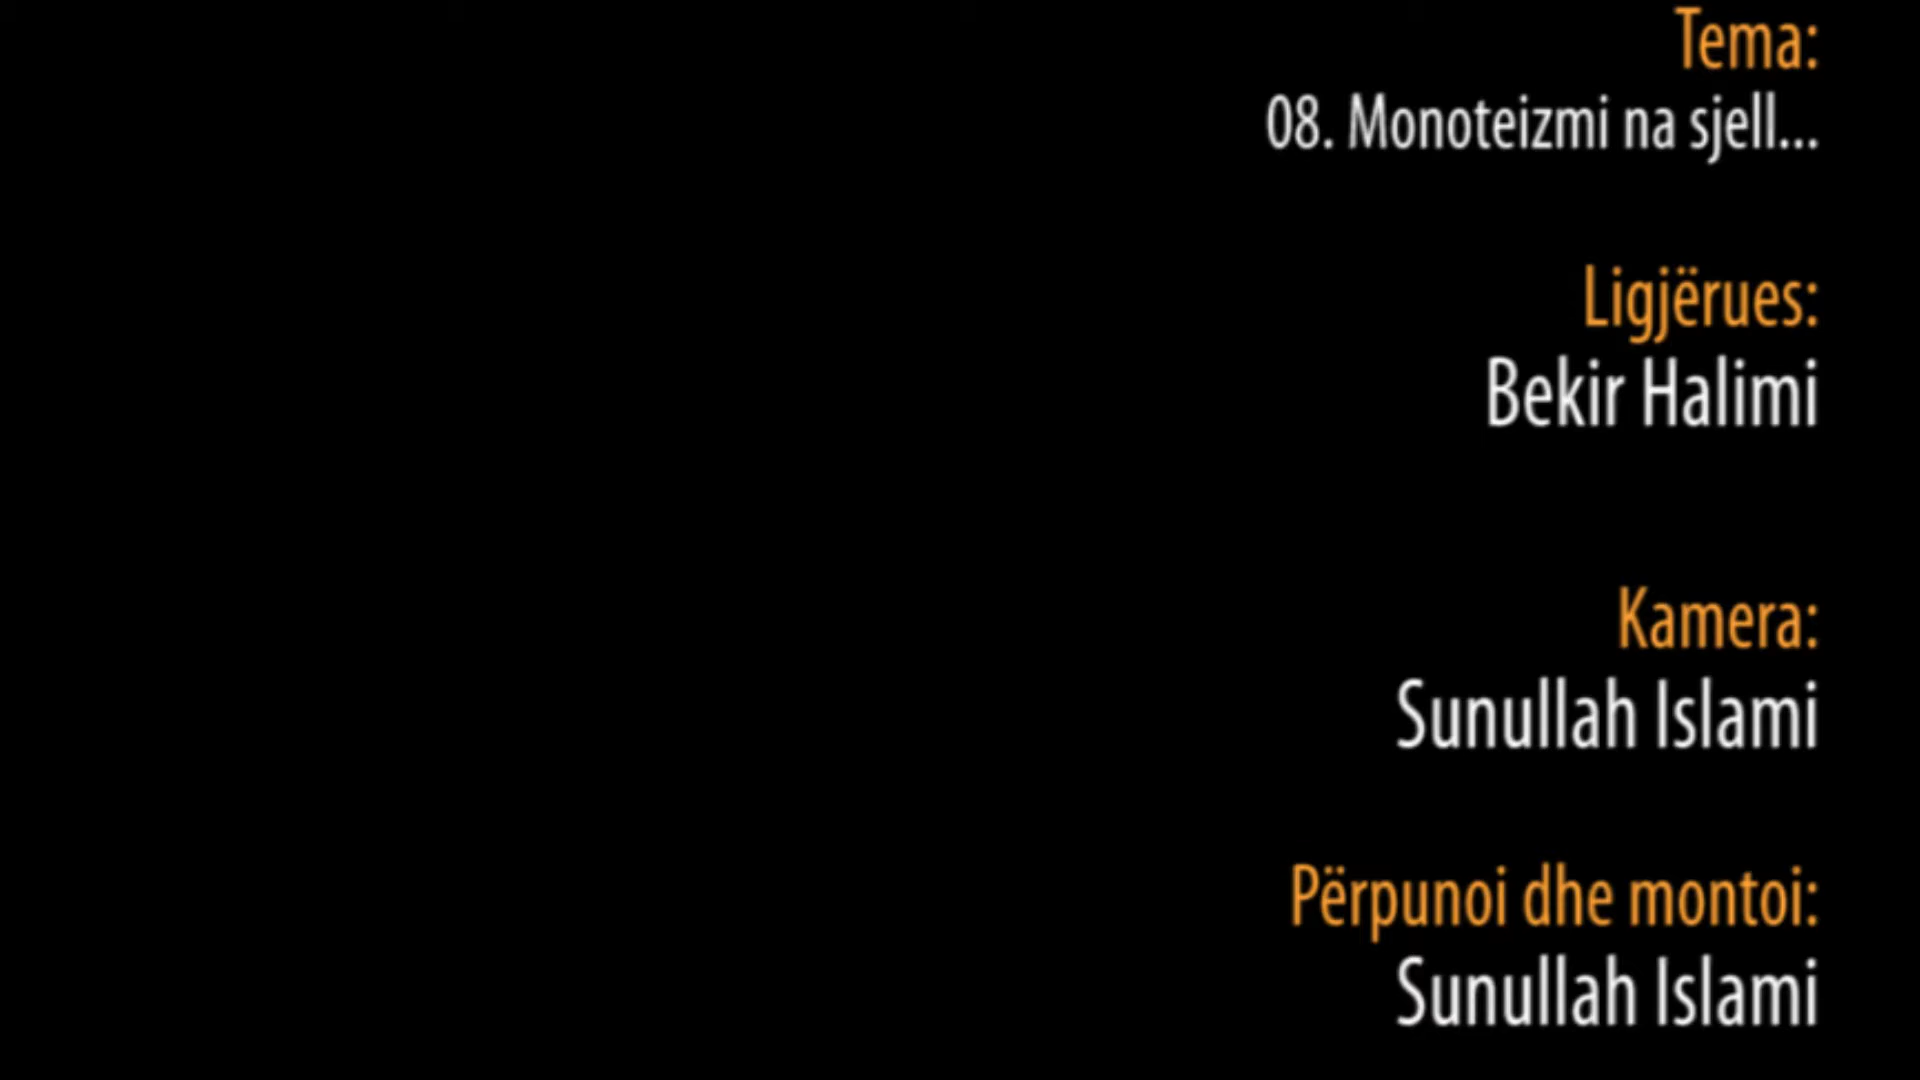 Tema:
08. Monoteizmi na sjell...
Ligjërues:
Bekir Halimi
Kamera:
Sunullah Islami
Përpunoi dhe montoi:
Sunullah Islami